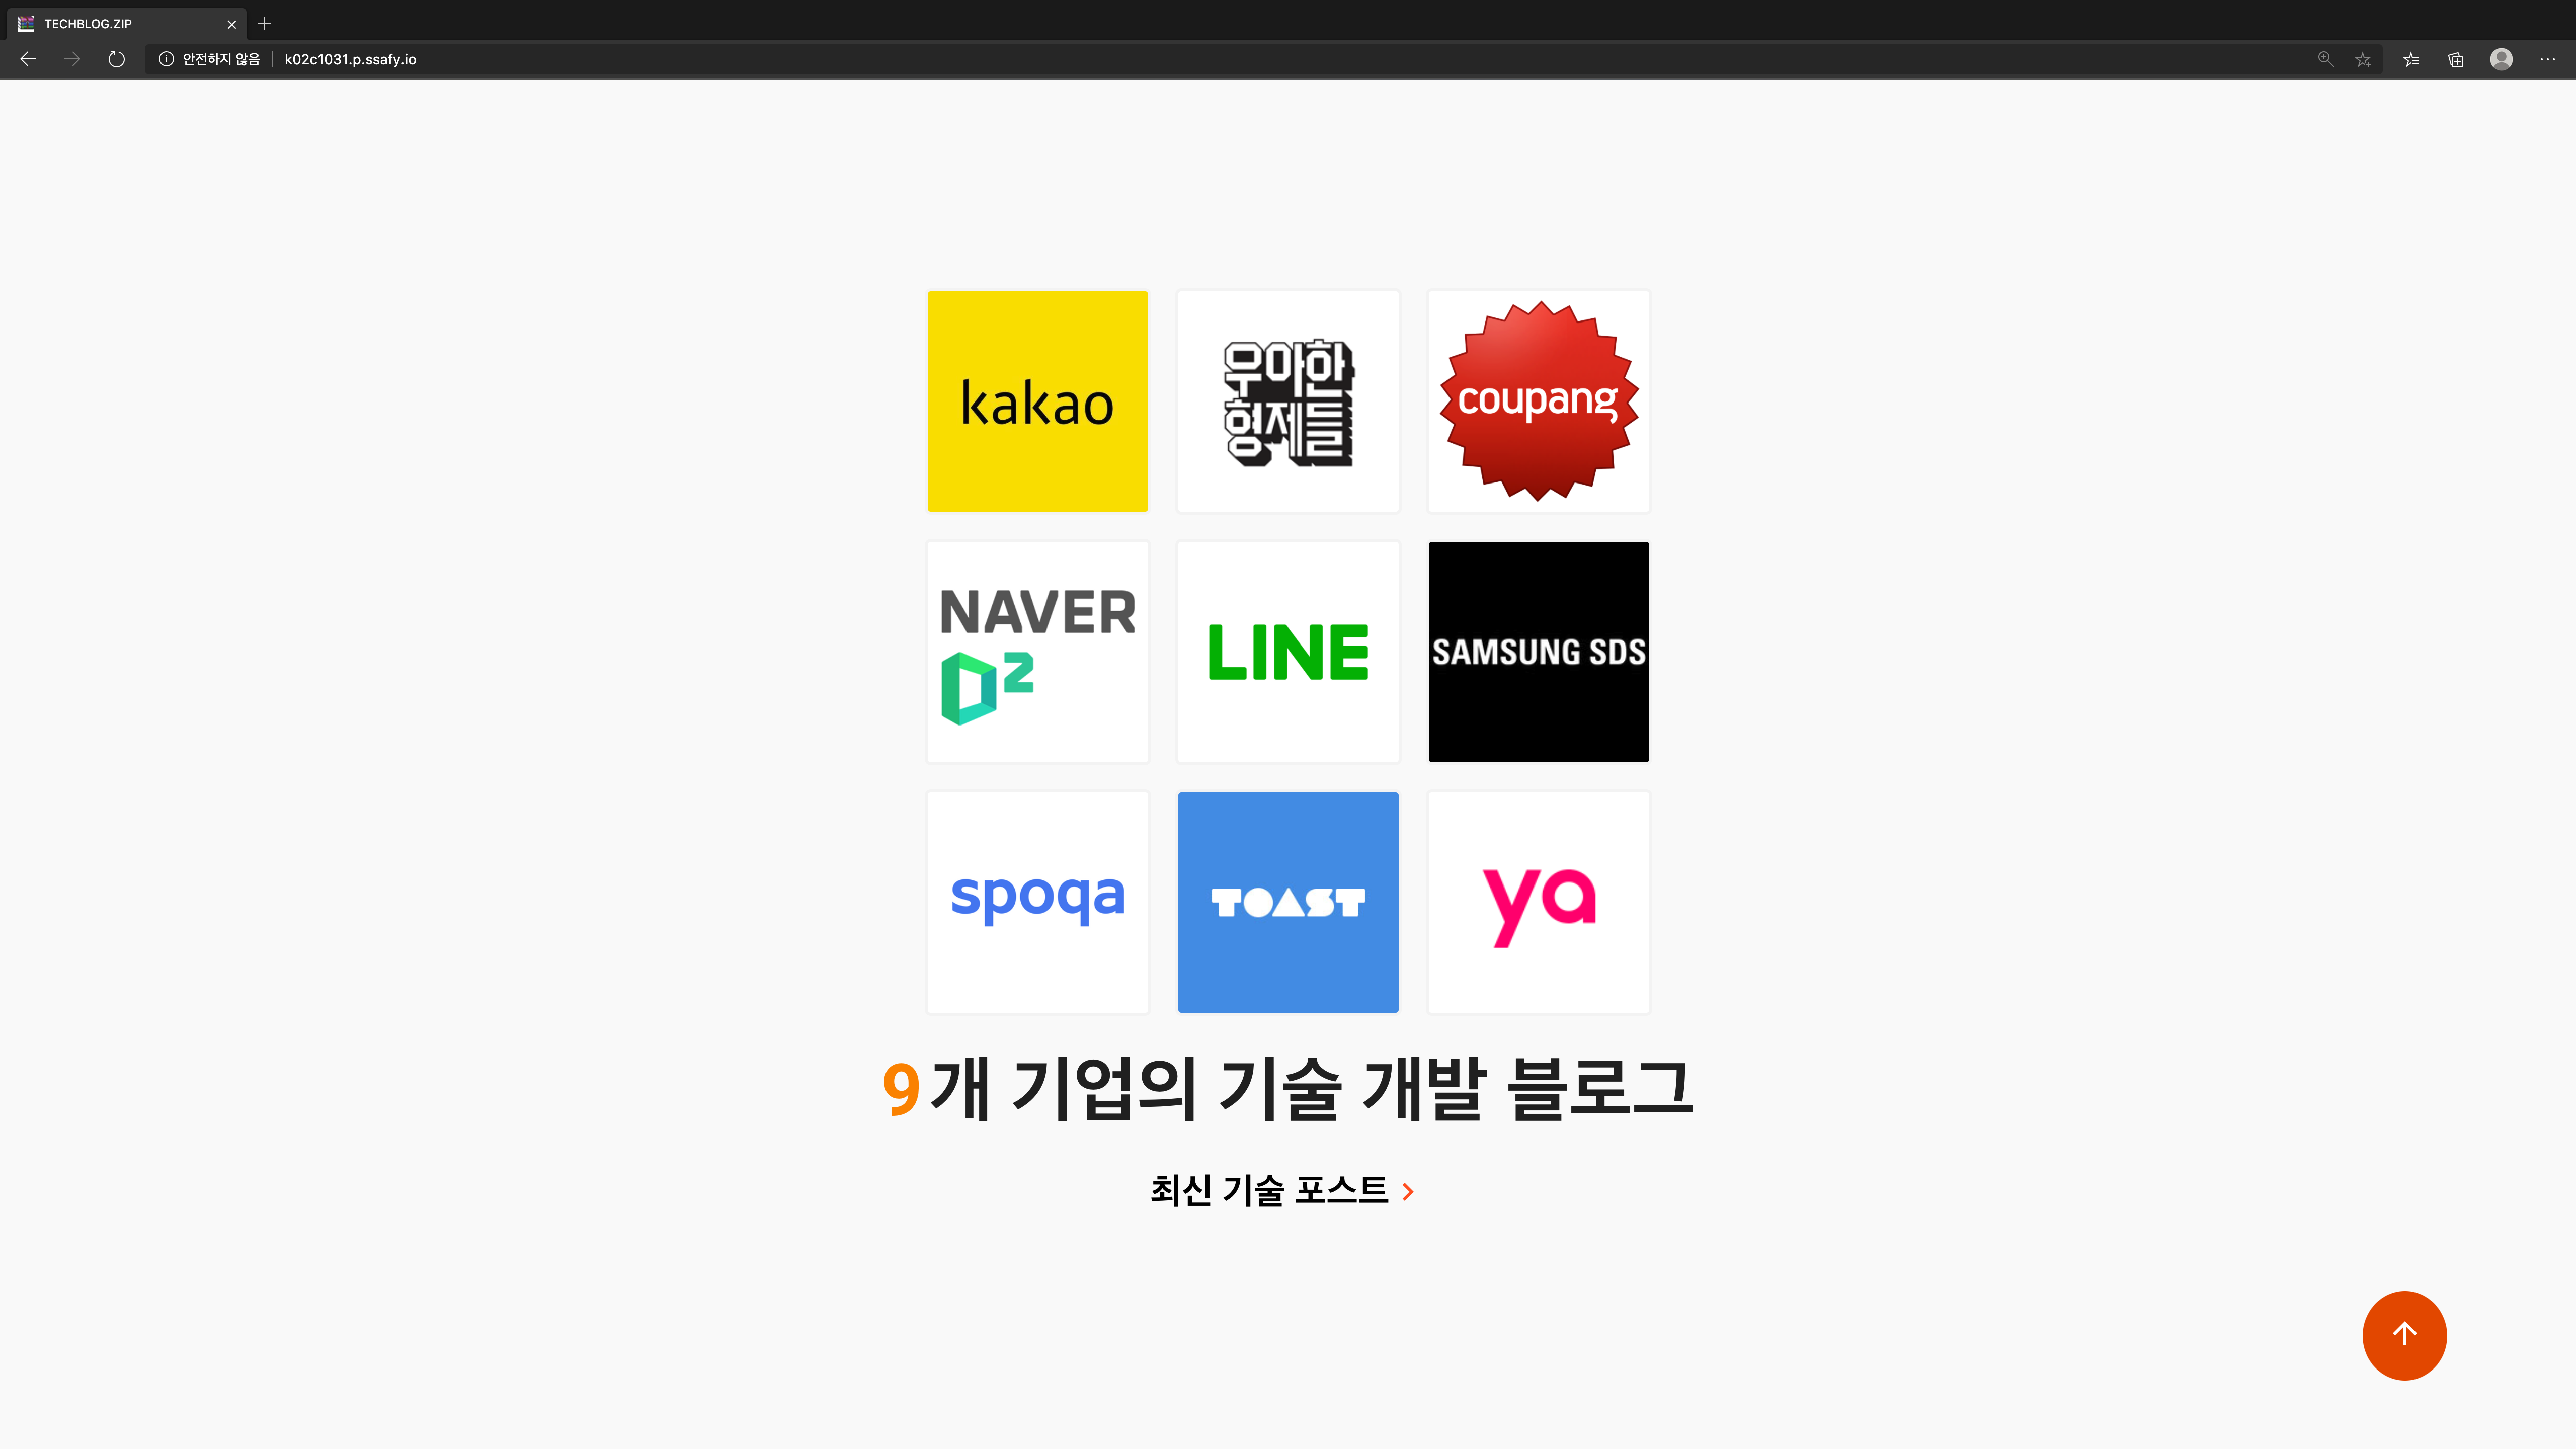 TECHBLOG.ZIP
안전하지 않음 k02c1031.p.ssafy.io
kakao
우아한
형제들
coupang
NAVER
D2
LINE
SAMSUNG SDS
spoqa
TOAST
ya
9개 기업의 기술 개발 블로그
최신 기술 포스트 >